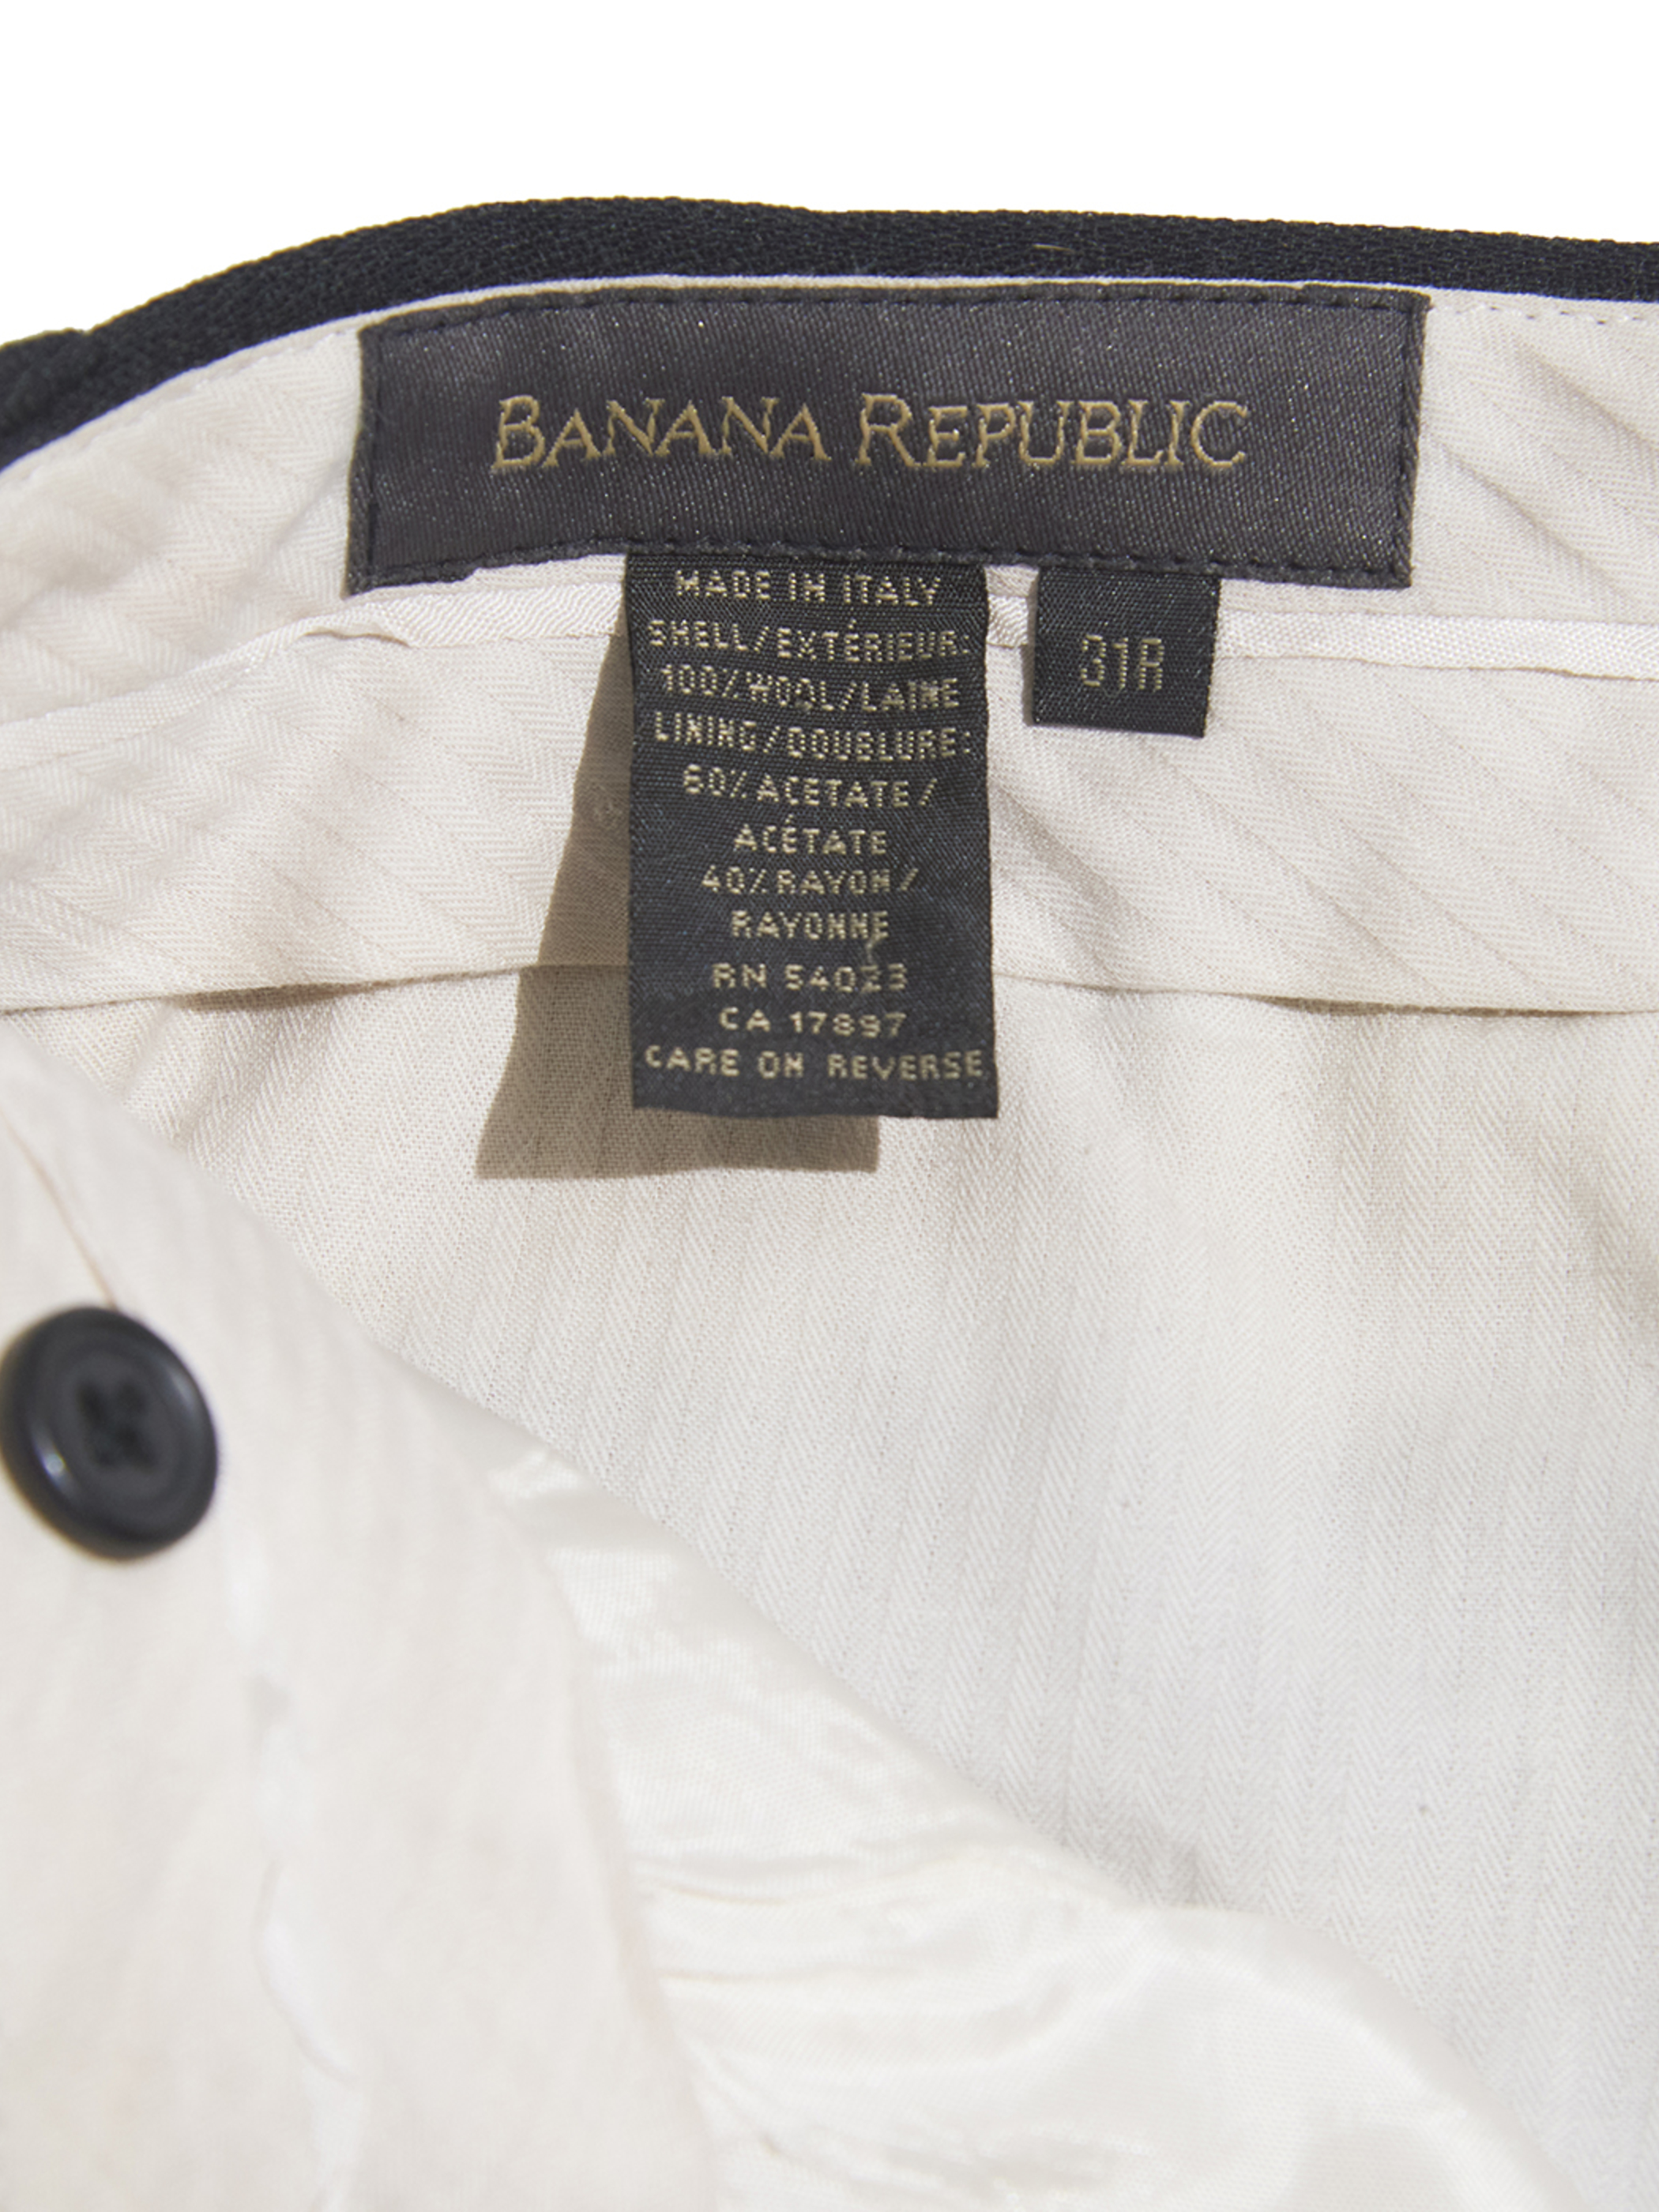 BANANA REPUBLIC
MADE IN ITALY
SHELL/EXTÉRIEUR:
100% WOOL/LAINE
LINING/DOUBLURE:
60% ACETATE/
ACÉTATE
40% RAYON/
RAYONNE
RN 54023
CA 17897
CARE ON REVERSE
31R